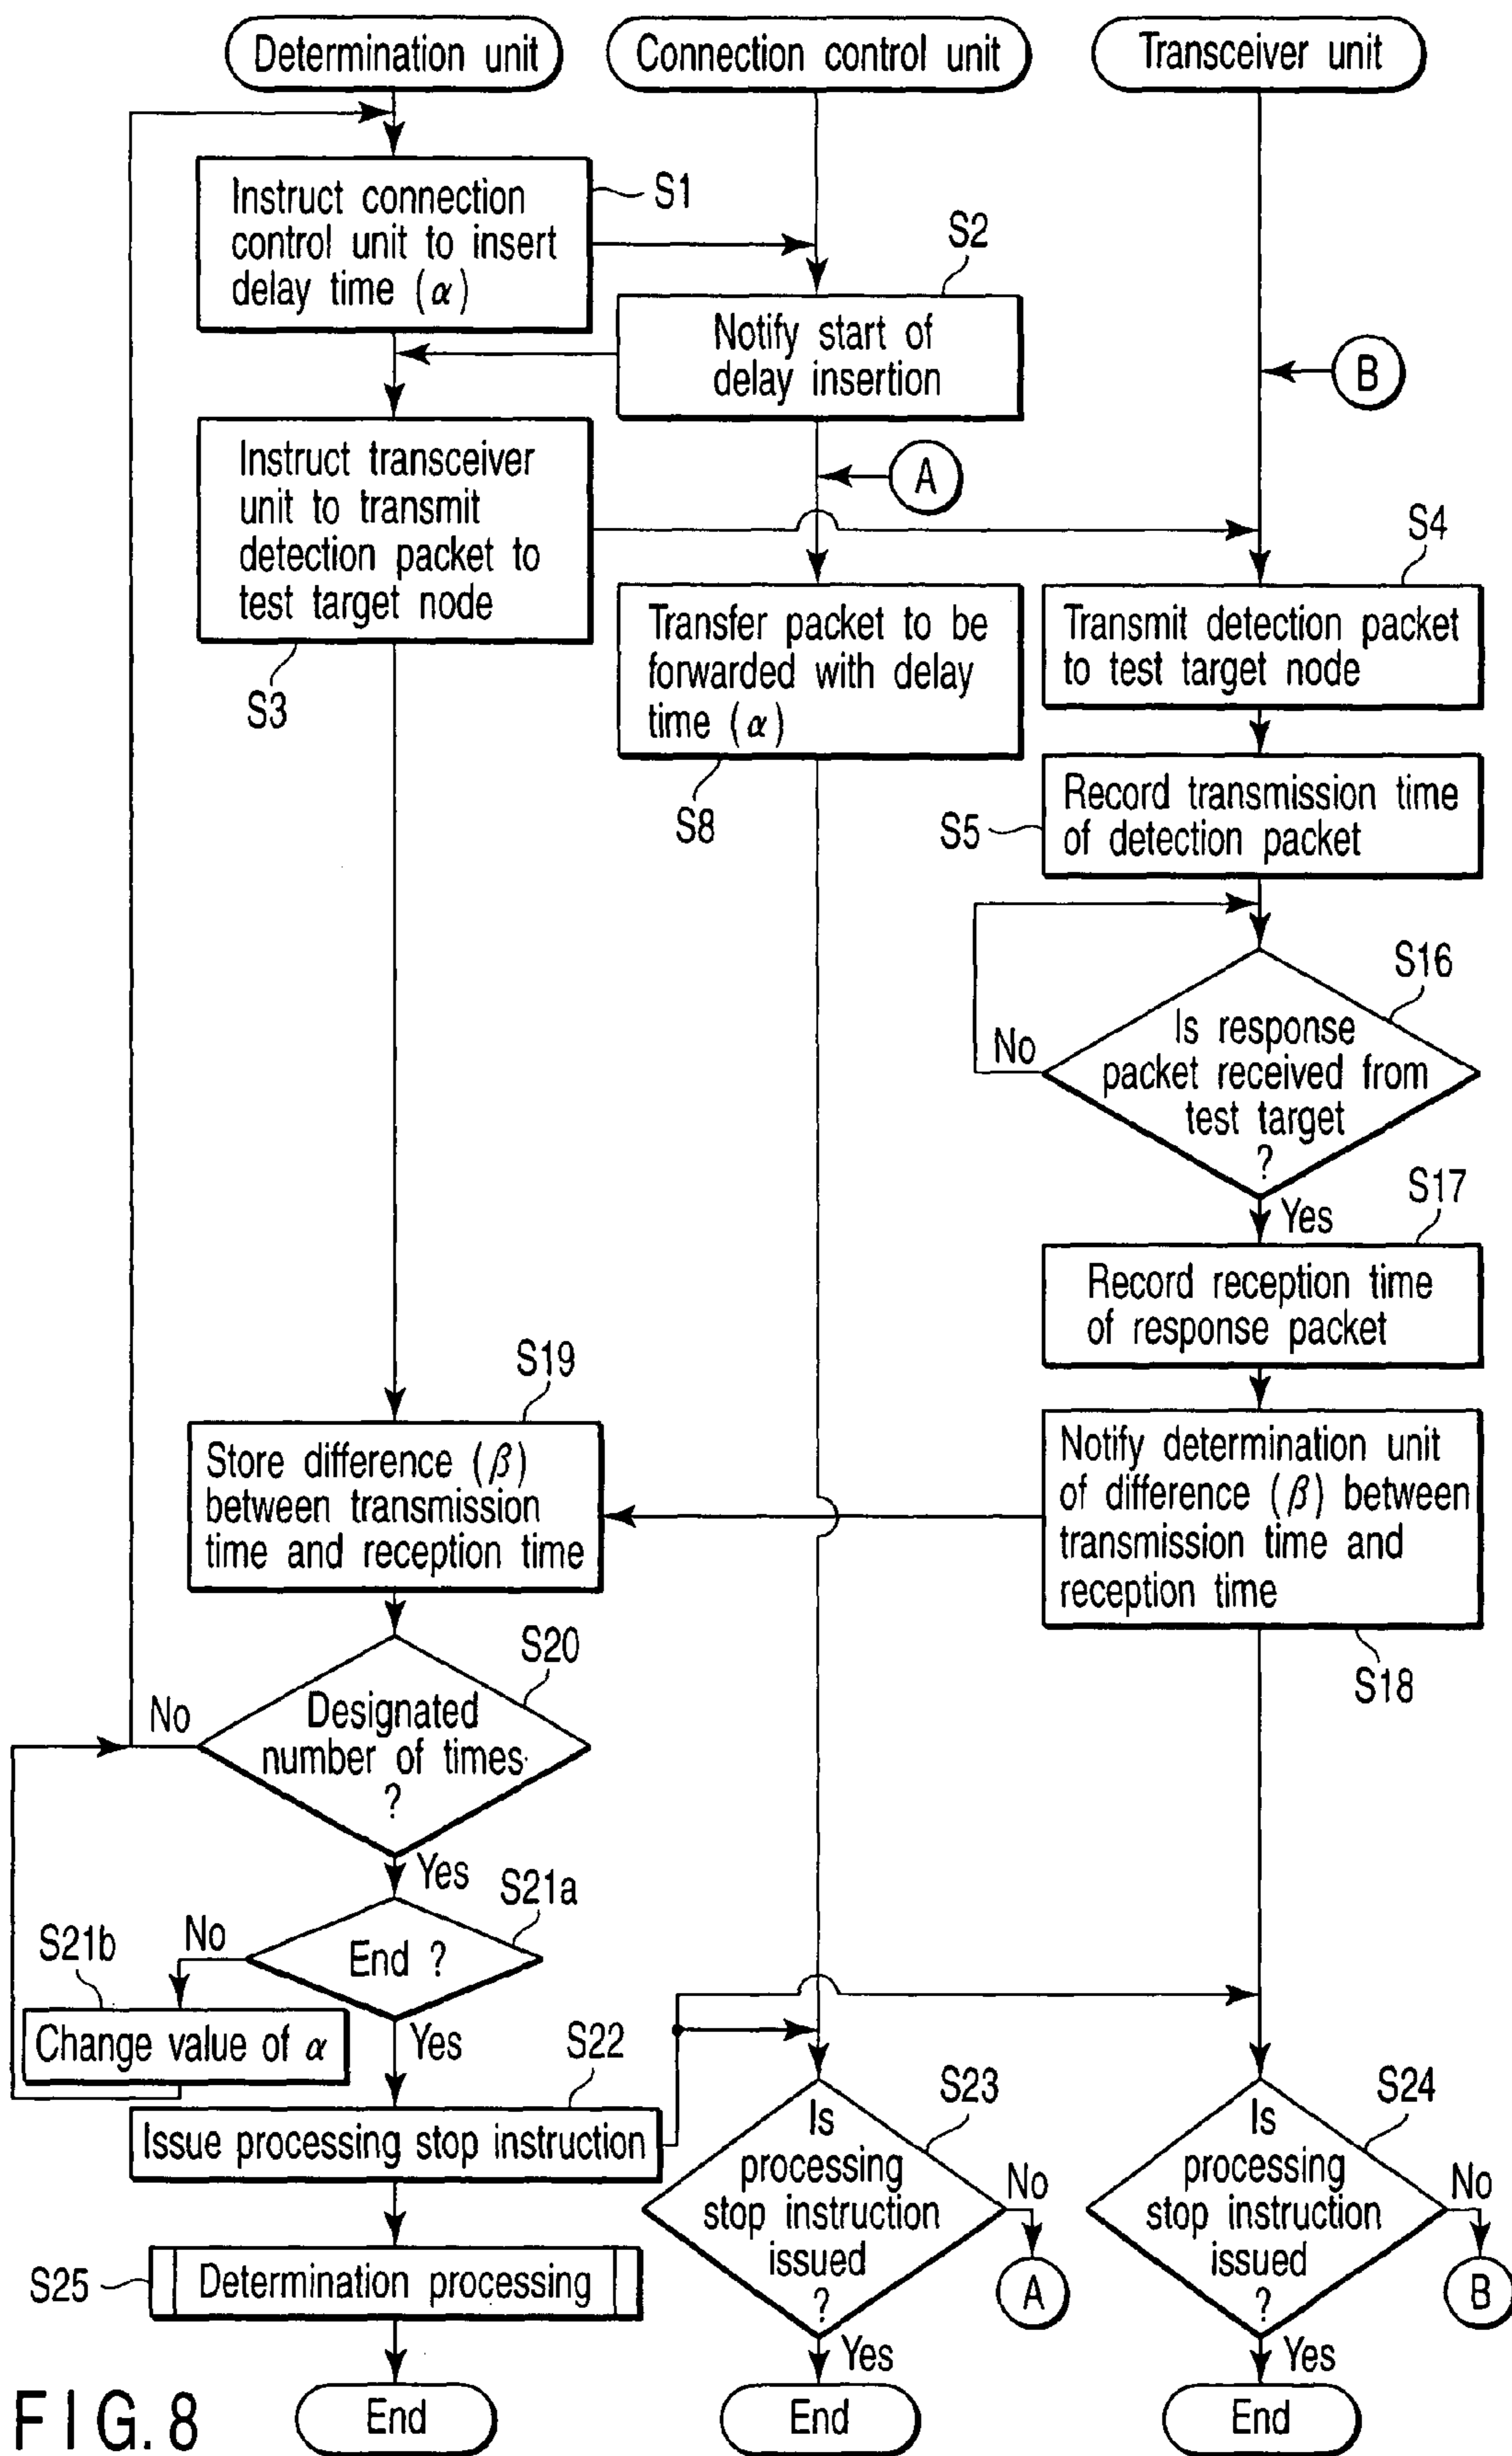 Determination unit
Connection control unit
Transceiver unit
Instruct connection
control unit to insert
delay time (α)
S1
S2
Notify start of
delay insertion
B
A
Instruct transceiver
unit to transmit
detection packet to
test target node
S3
S4
Transfer packet to be
forwarded with delay
time (α)
S8
Transmit detection packet
to test target node
Record transmission time
of detection packet
S5
S16
Is response
packet received from
test target
?
No
Yes
S17
Record reception time
of response packet
S19
Store difference (β)
between transmission
time and reception time
Notify determination unit
of difference (β) between
transmission time and
reception time
S18
S20
Designated
number of times
?
No
Yes
S21a
End ?
No
S21b
Change value of α
Yes
S22
Issue processing stop instruction
S23
Is
processing
stop instruction
issued
?
No
A
Yes
S24
Is
processing
stop instruction
issued
?
No
B
Yes
S25
Determination processing
End
End
End
FIG. 8